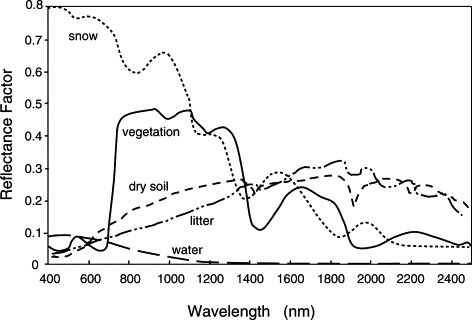 0.8
0.7
0.6
0.5
0.4
0.3
0.2
0.1
0
Reflectance Factor
snow
vegetation
dry soil
litter
water
400 600 800 1000 1200 1400 1600 1800 2000 2200 2400
Wavelength (nm)